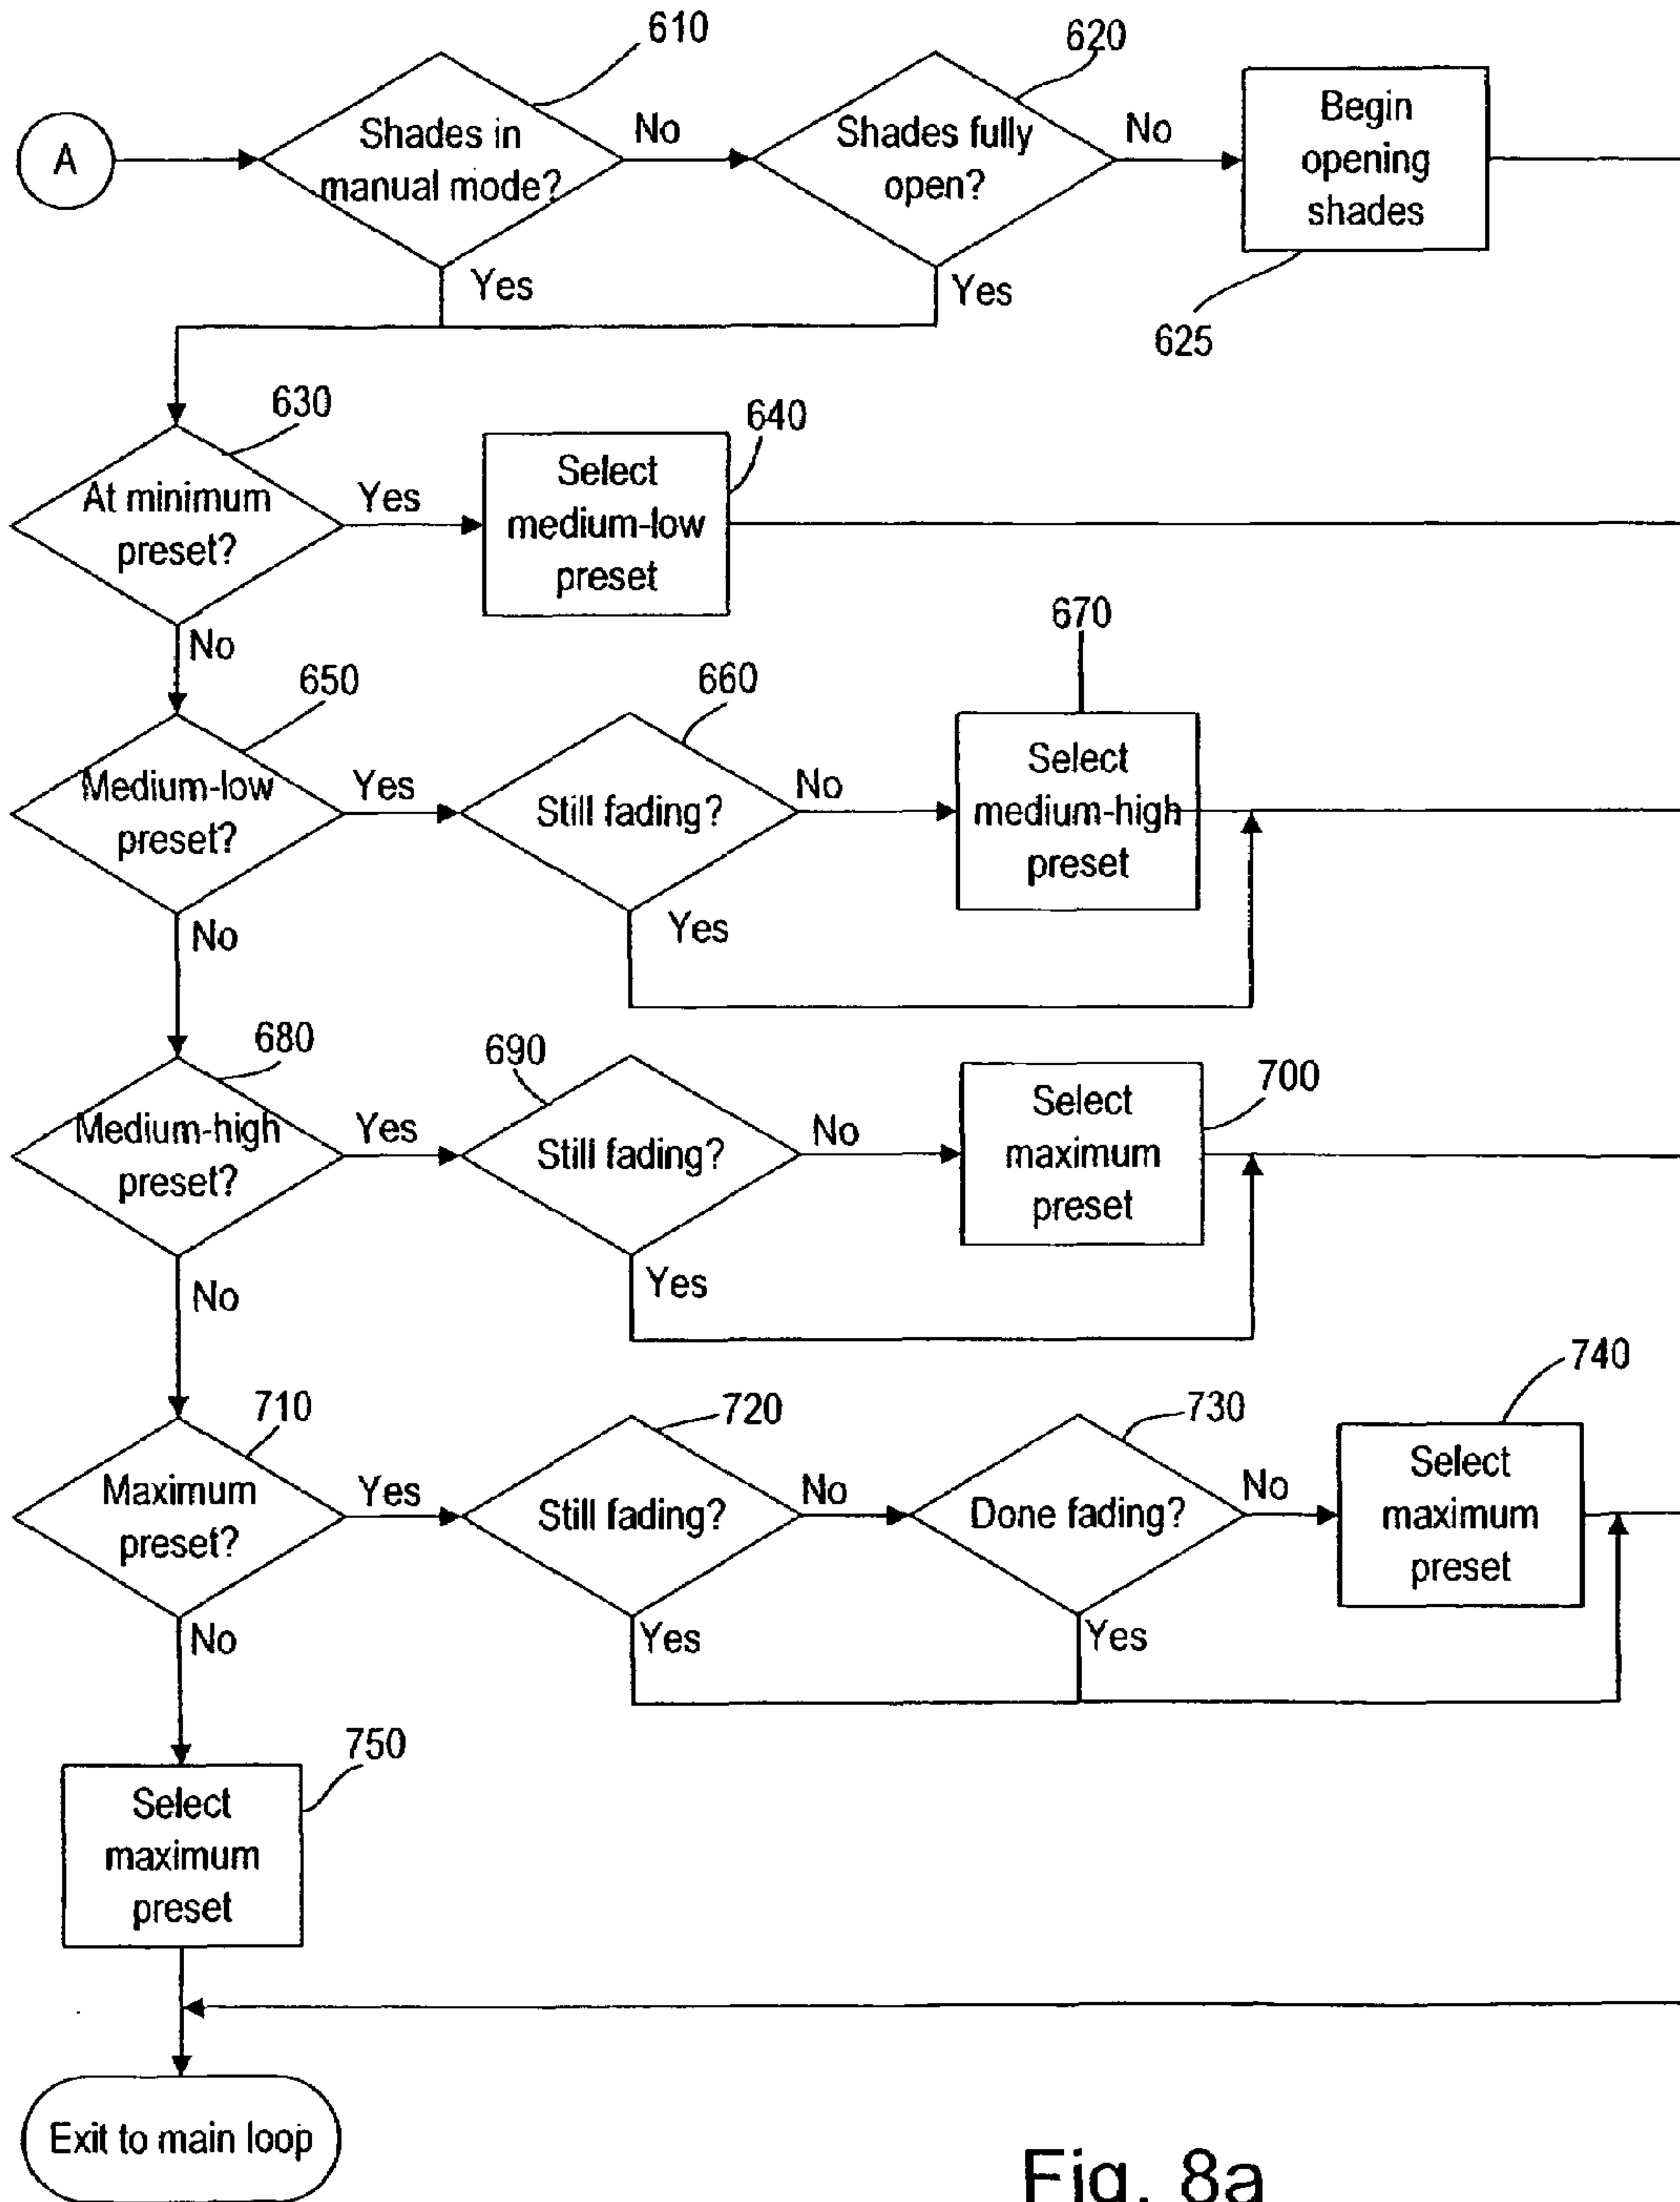 610
620
A
Shades in
manual mode?
No
Shades fully
open?
No
Begin
opening
shades
Yes
Yes
625
630
At minimum
preset?
Yes
Select
medium-low
preset
640
No
650
660
670
Medium-low
preset?
Yes
Still fading?
No
Select
medium-high
preset
Yes
No
680
690
700
Medium-high
preset?
Yes
Still fading?
No
Select
maximum
preset
Yes
No
710
720
730
740
Maximum
preset?
Yes
Still fading?
No
Done fading?
No
Select
maximum
preset
Yes
Yes
No
750
Select
maximum
preset
Exit to main loop
Fig. 8a